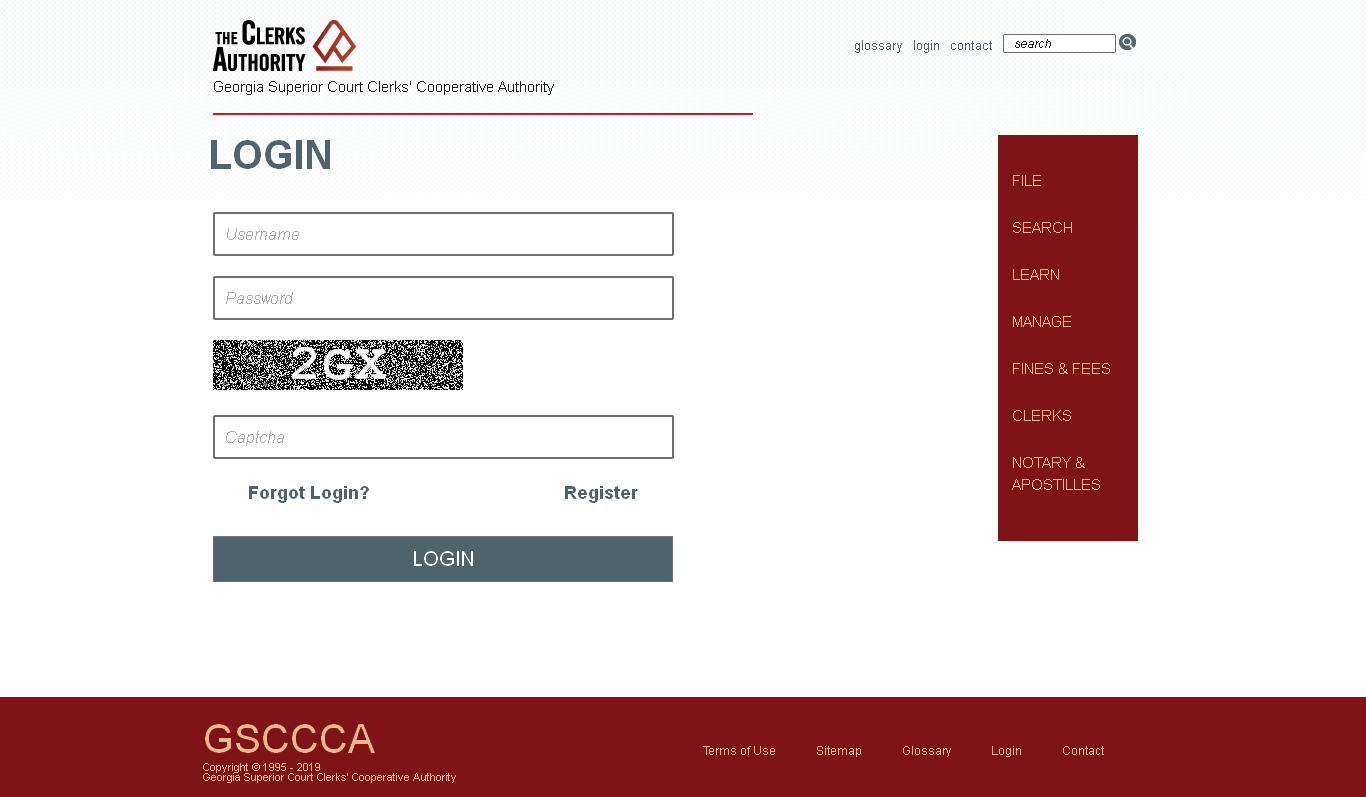 THE CLERKS
AUTHORITY
Georgia Superior Court Clerks' Cooperative Authority
glossary login contact search
LOGIN
Username
Password
2GX
Captcha
Forgot Login? Register
LOGIN
FILE
SEARCH
LEARN
MANAGE
FINES & FEES
CLERKS
NOTARY &
APOSTILLES
GSCCCA
Copyright © 1995 - 2019
Georgia Superior Court Clerks' Cooperative Authority
Terms of Use Sitemap Glossary Login Contact